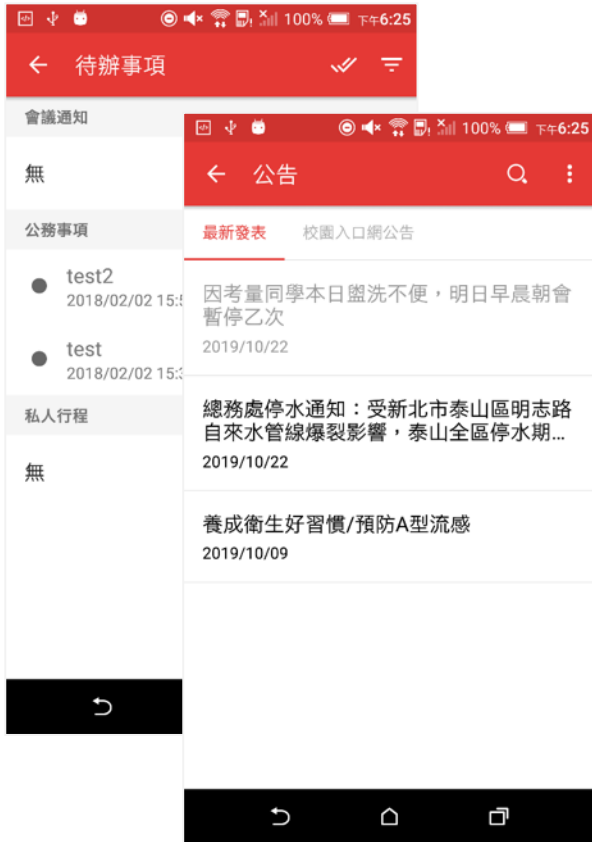 100% 下午6:25
待辦事項
會議通知
無
公務事項
test2
2018/02/02 15:
test
2018/02/02 15:
私人行程
無
100% 下午6:25
公告
最新發表 校園入口網公告
因考量同學本日盥洗不便，明日早晨朝會
暫停乙次
2019/10/22
總務處停水通知：受新北市泰山區明志路
自來水管線爆裂影響，泰山全區停水期...
2019/10/22
養成衛生好習慣/預防A型流感
2019/10/09